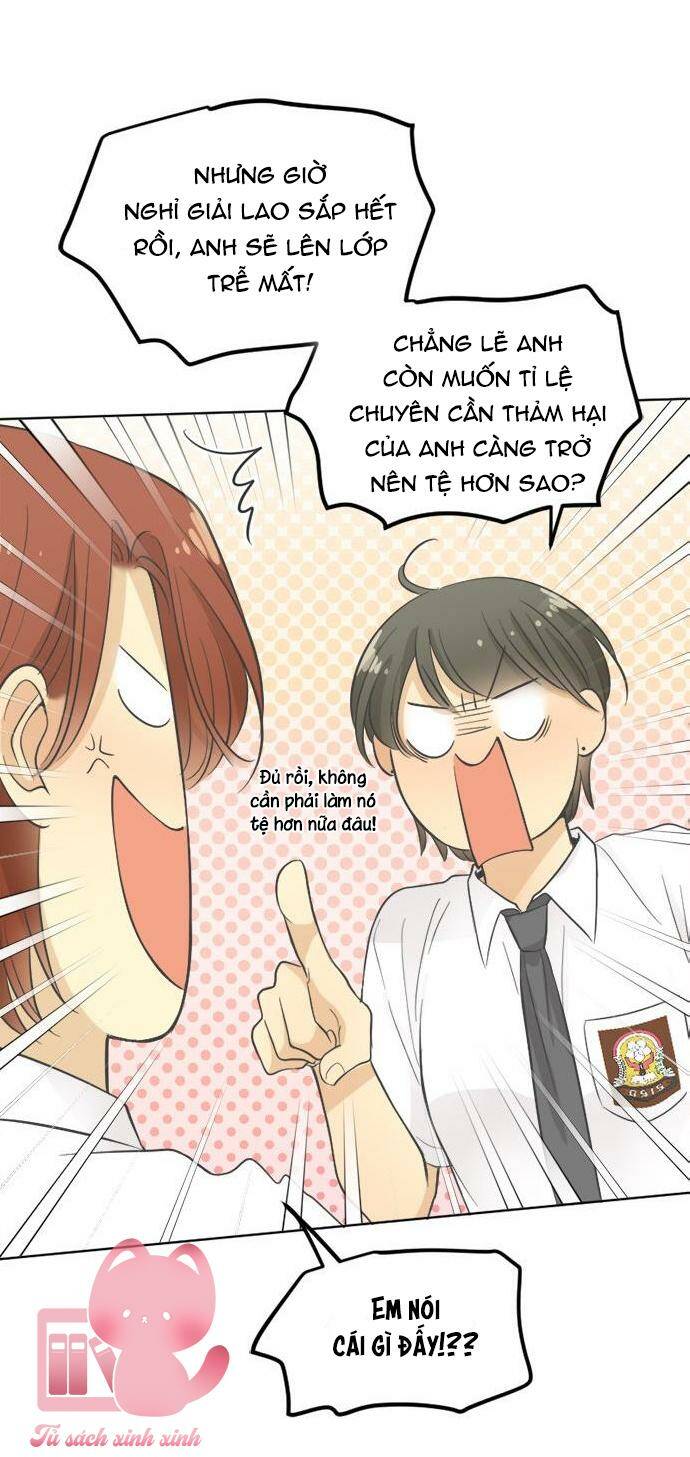 NHƯNG GIỜ
NGHỈ GIẢI LAO SẮP HẾT
RỒI, ANH SẼ LÊN LỚP
TRỄ MẤT!
CHẲNG LẼ ANH
CÒN MUỐN TỈ LỆ
CHUYÊN CẦN THẢM HẠI
CỦA ANH CÀNG TRỞ
NÊN TỆ HƠN SAO?
Đủ rồi, không
cần phải làm nó
tệ hơn nữa đâu!
GSIS
EM NÓI
CÁI GÌ ĐẤY!??
Tủ sách xinh xinh